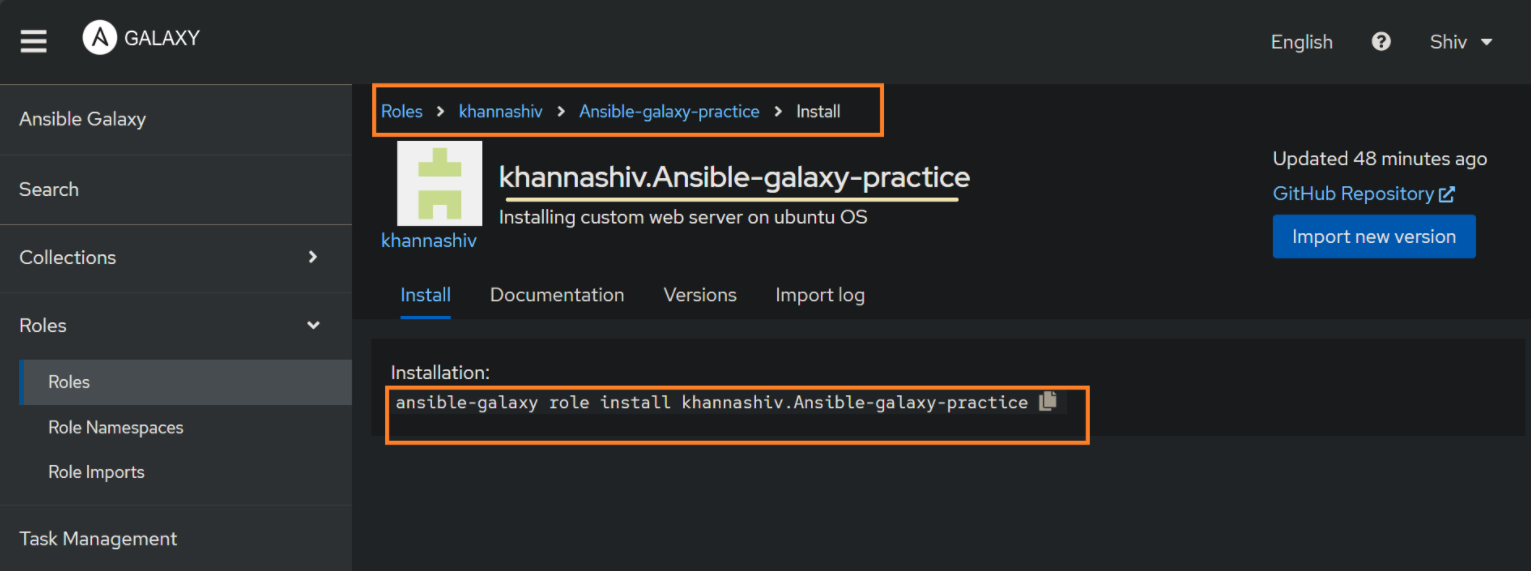 GALAXY
English
Shiv
Ansible Galaxy
Search
Collections
Roles
Roles
Role Namespaces
Role Imports
Task Management
Roles > khannashiv > Ansible-galaxy-practice > Install
khannashiv.Ansible-galaxy-practice
Installing custom web server on ubuntu OS
khannashiv
Updated 48 minutes ago
GitHub Repository
Import new version
Install Documentation Versions Import log
Installation:
ansible-galaxy role install khannashiv.Ansible-galaxy-practice